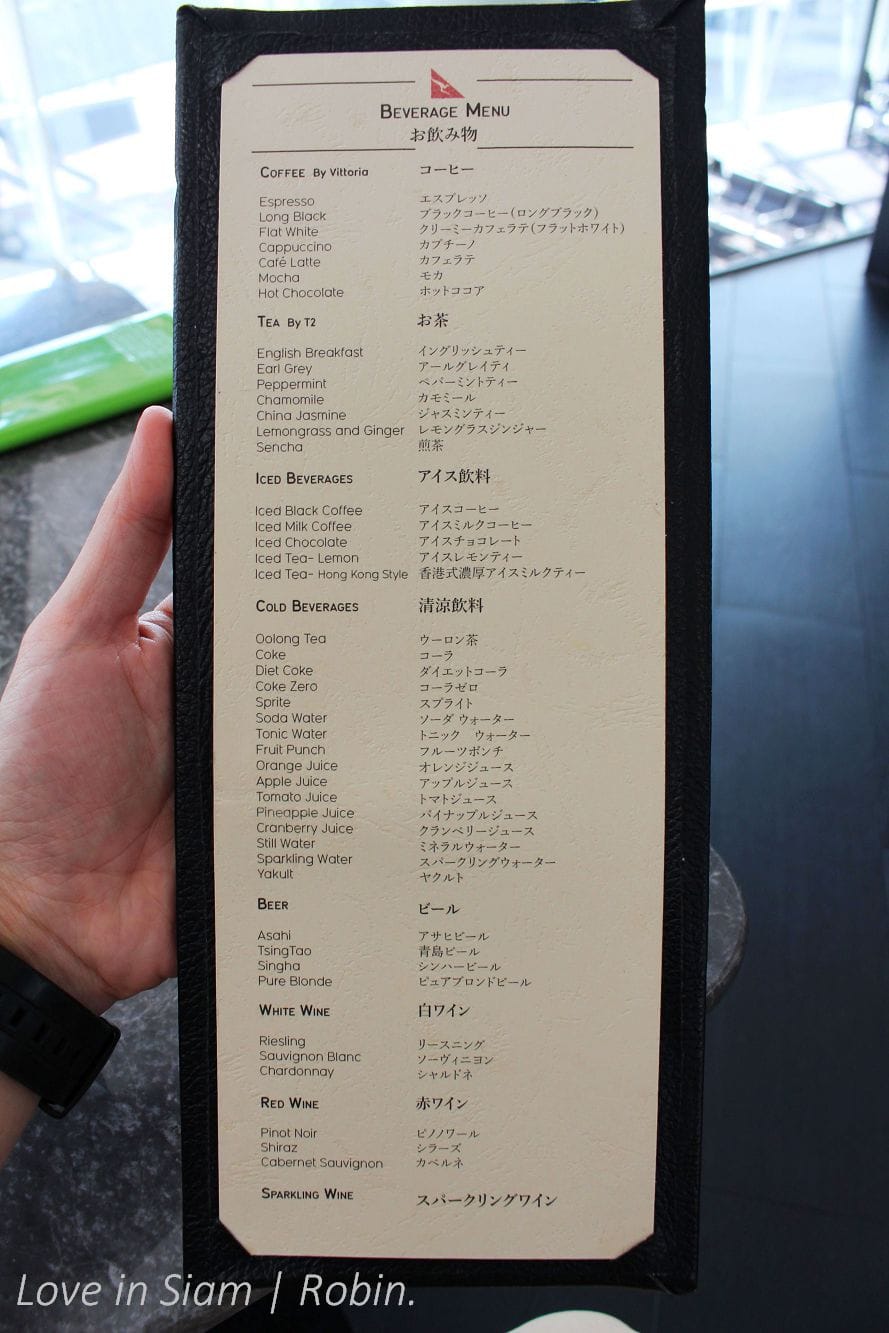 BEVERAGE MENU
お飲み物
COFFEE By Vittoria コーヒー
Espresso エスプレッソ
Long Black ブラックコーヒー(ロングブラック)
Flat White クリーミーカフェラテ(フラットホワイト)
Cappuccino カプチーノ
Café Latte カフェラテ
Mocha モカ
Hot Chocolate ホットココア
TEA By T2 お茶
English Breakfast イングリッシュティー
Earl Grey アールグレイティ
Peppermint ペパーミントティー
Chamomile カモミール
China Jasmine ジャスミンティー
Lemongrass and Ginger レモングラスジンジャー
Sencha 煎茶
ICED BEVERAGES アイス飲料
Iced Black Coffee アイスコーヒー
Iced Milk Coffee アイスミルクコーヒー
Iced Chocolate アイスチョコレート
Iced Tea- Lemon アイスレモンティー
Iced Tea- Hong Kong Style 香港式濃厚アイスミルクティー
COLD BEVERAGES 清涼飲料
Oolong Tea ウーロン茶
Coke コーラ
Diet Coke ダイエットコーラ
Coke Zero コーラゼロ
Sprite スプライト
Soda Water ソーダ ウォーター
Tonic Water トニック ウォーター
Fruit Punch フルーツポンチ
Orange Juice オレンジジュース
Apple Juice アップルジュース
Tomato Juice トマトジュース
Pineapple Juice パイナップルジュース
Cranberry Juice クランベリージュース
Still Water ミネラルウォーター
Sparkling Water スパークリングウォーター
Yakult ヤクルト
BEER ビール
Asahi アサヒビール
TsingTao 青島ビール
Singha シンハービール
Pure Blonde ピュアブロンドビール
WHITE WINE 白ワイン
Riesling リースニング
Sauvignon Blanc ソーヴィニヨン
Chardonnay シャルドネ
RED WINE 赤ワイン
Pinot Noir ピノノワール
Shiraz シラーズ
Cabernet Sauvignon カベルネ
SPARKLING WINE スパークリングワイン
Love in Siam | Robin.